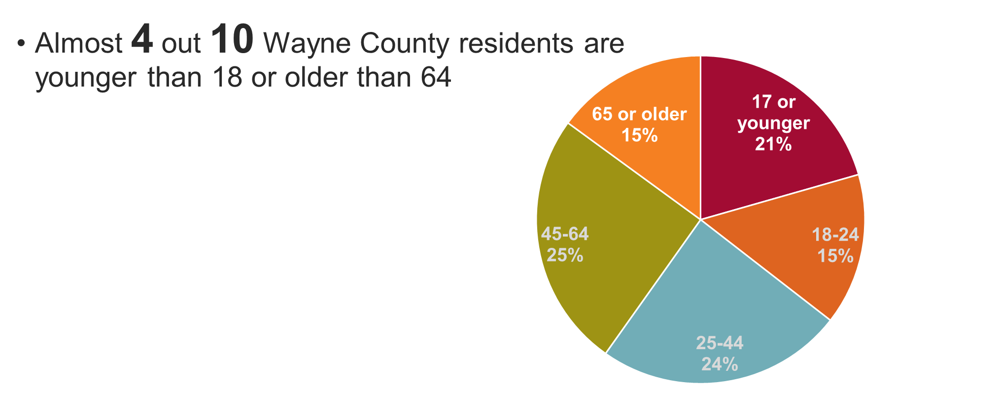 • Almost 4 out 10 Wayne County residents are
younger than 18 or older than 64
17 or
younger
21%
65 or older
15%
45-64
25%
18-24
15%
25-44
24%